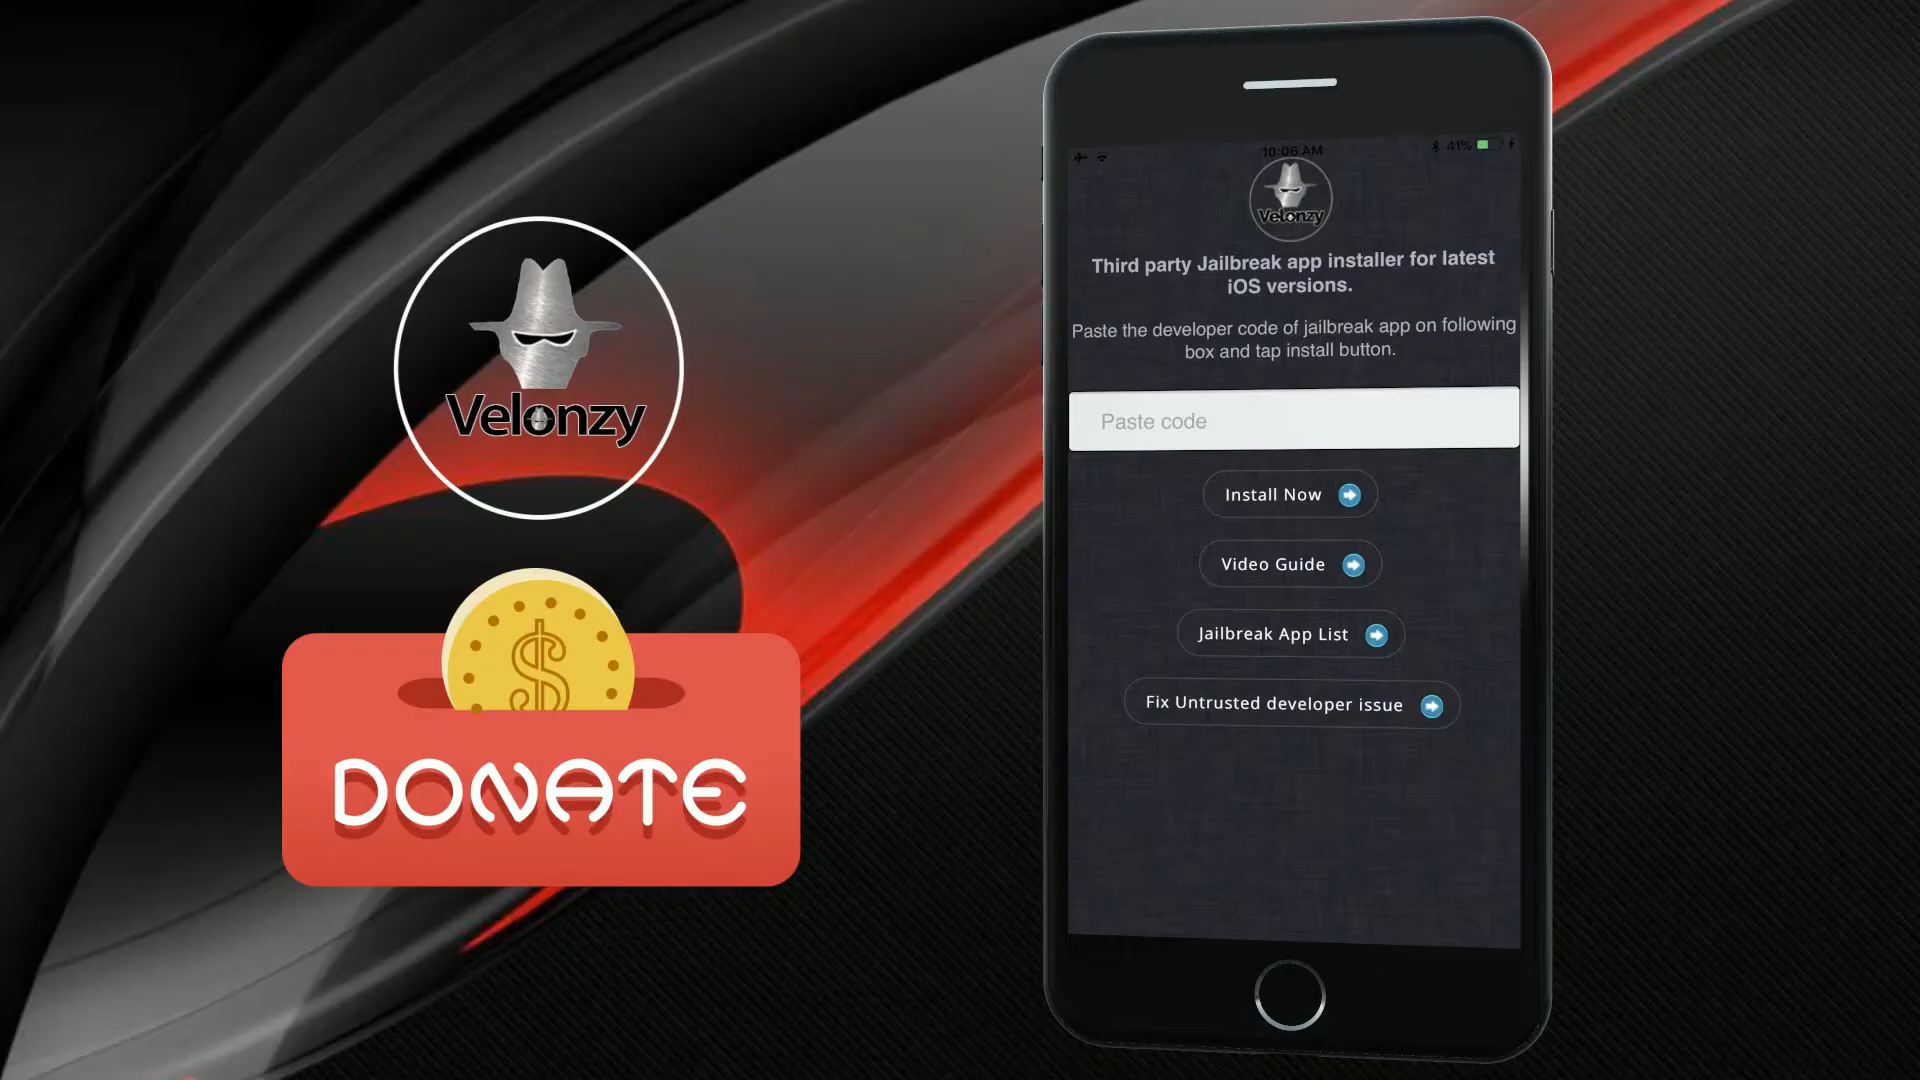 Velonzy
$
DONATE
10:06 AM
41%
Velonzy
Third party Jailbreak app installer for latest
iOS versions.
Paste the developer code of jailbreak app on following
box and tap install button.
Paste code
Install Now
Video Guide
Jailbreak App List
Fix Untrusted developer issue